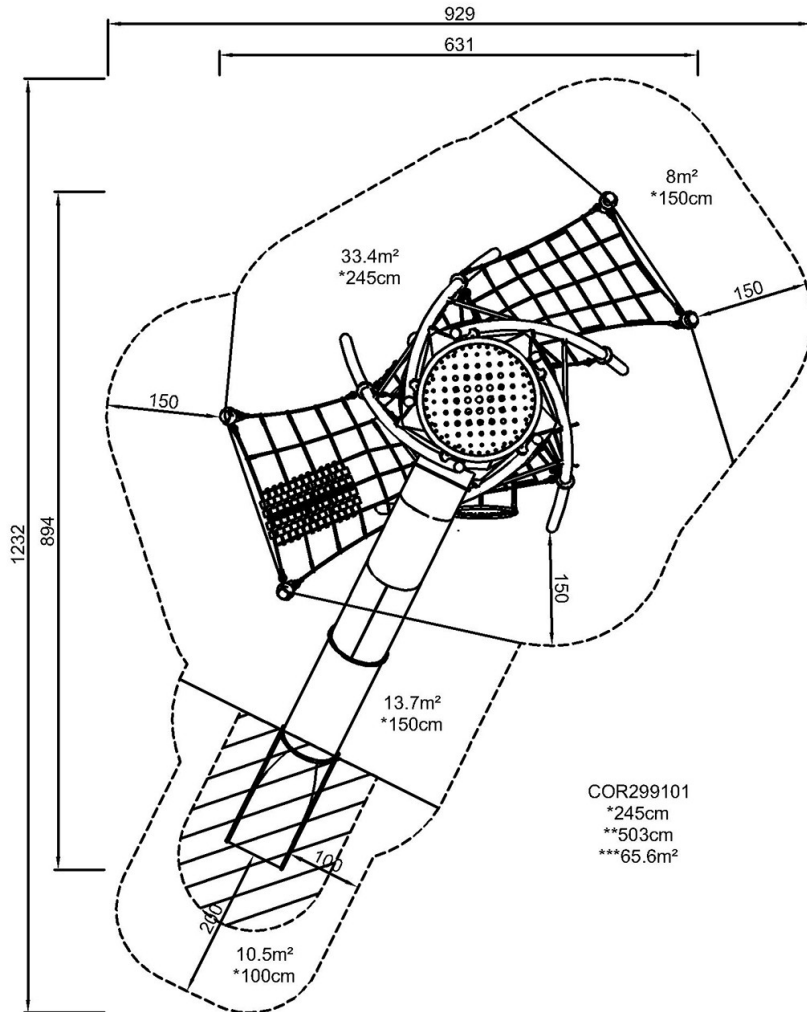 929
631
8m²
*150cm
33.4m²
*245cm
150
150
1232
894
150
13.7m²
*150cm
COR299101
*245cm
**503cm
***65.6m²
100
200
10.5m²
*100cm